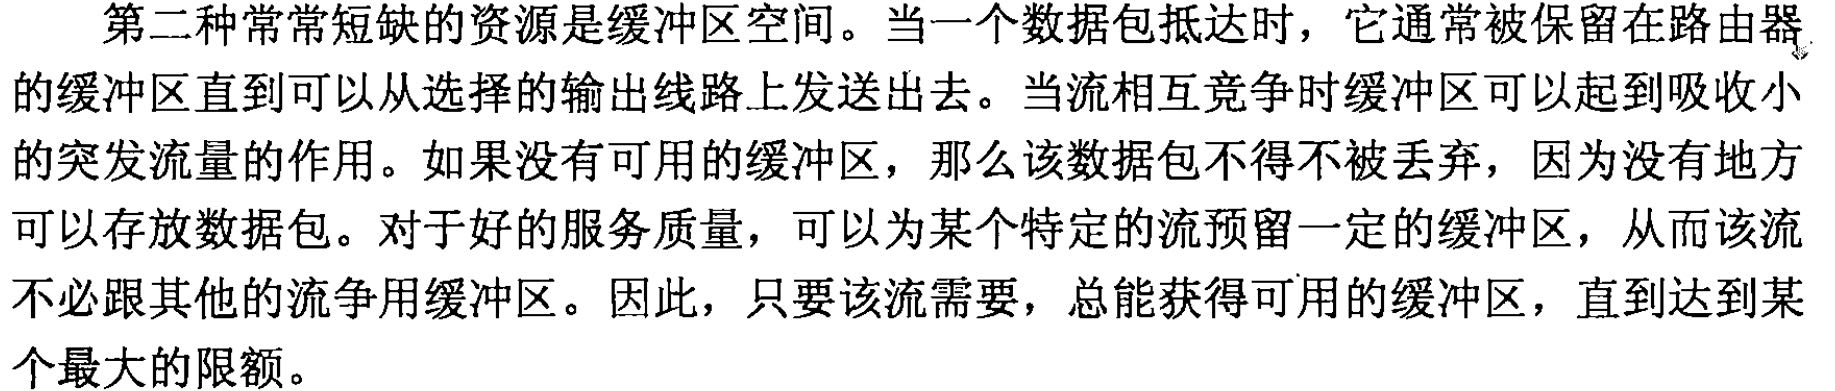 第二种常常短缺的资源是缓冲区空间。当一个数据包抵达时，它通常被保留在路由器
的缓冲区直到可以从选择的输出线路上发送出去。当流相互竞争时缓冲区可以起到吸收小
的突发流量的作用。如果没有可用的缓冲区，那么该数据包不得不被丢弃，因为没有地方
可以存放数据包。对于好的服务质量，可以为某个特定的流预留一定的缓冲区，从而该流
不必跟其他的流争用缓冲区。因此，只要该流需要，总能获得可用的缓冲区，直到达到某
个最大的限额。